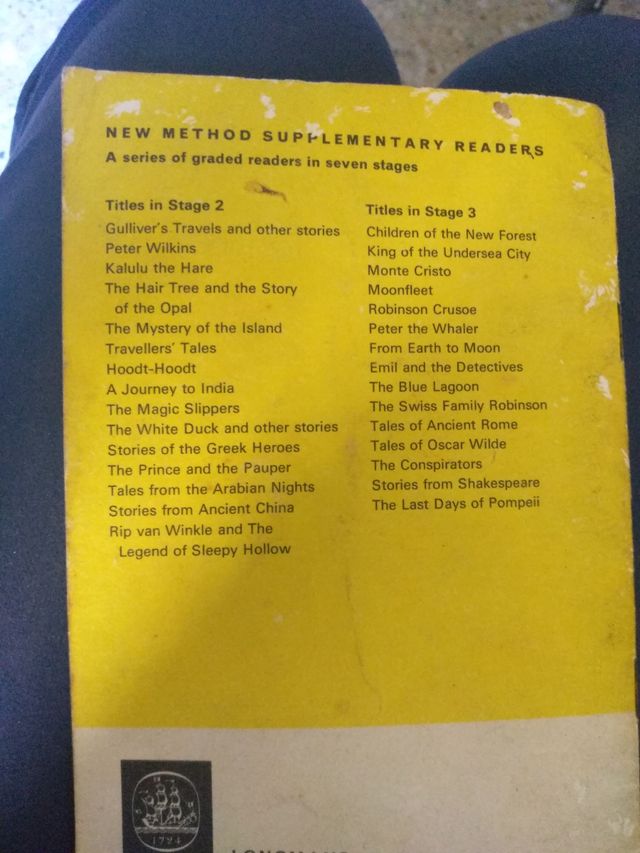 NEW METHOD SUPPLEMENTARY READERS
A series of graded readers in seven stages
Titles in Stage 2
Gulliver's Travels and other stories
Peter Wilkins
Kalulu the Hare
The Hair Tree and the Story
of the Opal
The Mystery of the Island
Travellers' Tales
Hoodt-Hoodt
A Journey to India
The Magic Slippers
The White Duck and other stories
Stories of the Greek Heroes
The Prince and the Pauper
Tales from the Arabian Nights
Stories from Ancient China
Rip van Winkle and The
Legend of Sleepy Hollow
Titles in Stage 3
Children of the New Forest
King of the Undersea City
Monte Cristo
Moonfleet
Robinson Crusoe
Peter the Whaler
From Earth to Moon
Emil and the Detectives
The Blue Lagoon
The Swiss Family Robinson
Tales of Ancient Rome
Tales of Oscar Wilde
The Conspirators
Stories from Shakespeare
The Last Days of Pompeii
1724